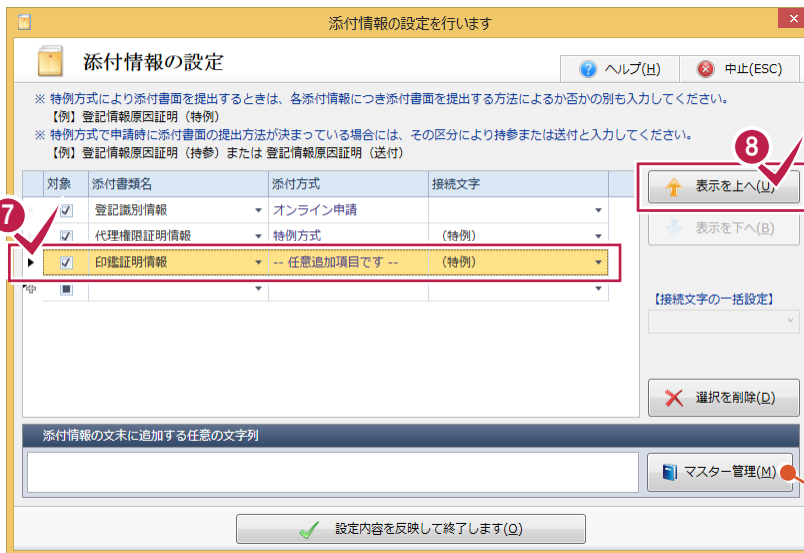 添付情報の設定を行います
添付情報の設定
ヘルプ(H)
中止(ESC)
※ 特例方式により添付書面を提出するときは、各添付情報につき添付書面を提出する方法によるか否かの別も入力してください。
【例】登記情報原因証明（特例）
※ 特例方式で申請時に添付書面の提出方法が決まっている場合には、その区分により持参または送付と入力してください。
【例】登記情報原因証明（持参）または 登記情報原因証明（送付）
8
対象 添付書類名 添付方式 接続文字
表示を上へ(U)
7
登記識別情報 オンライン申請
代理権限証明情報 特例方式 （特例）
表示を下へ(B)
印鑑証明情報 -- 任意追加項目です -- （特例）
【接続文字の一括設定】
選択を削除(D)
添付情報の文末に追加する任意の文字列
マスター管理(M)
設定内容を反映して終了します(O)